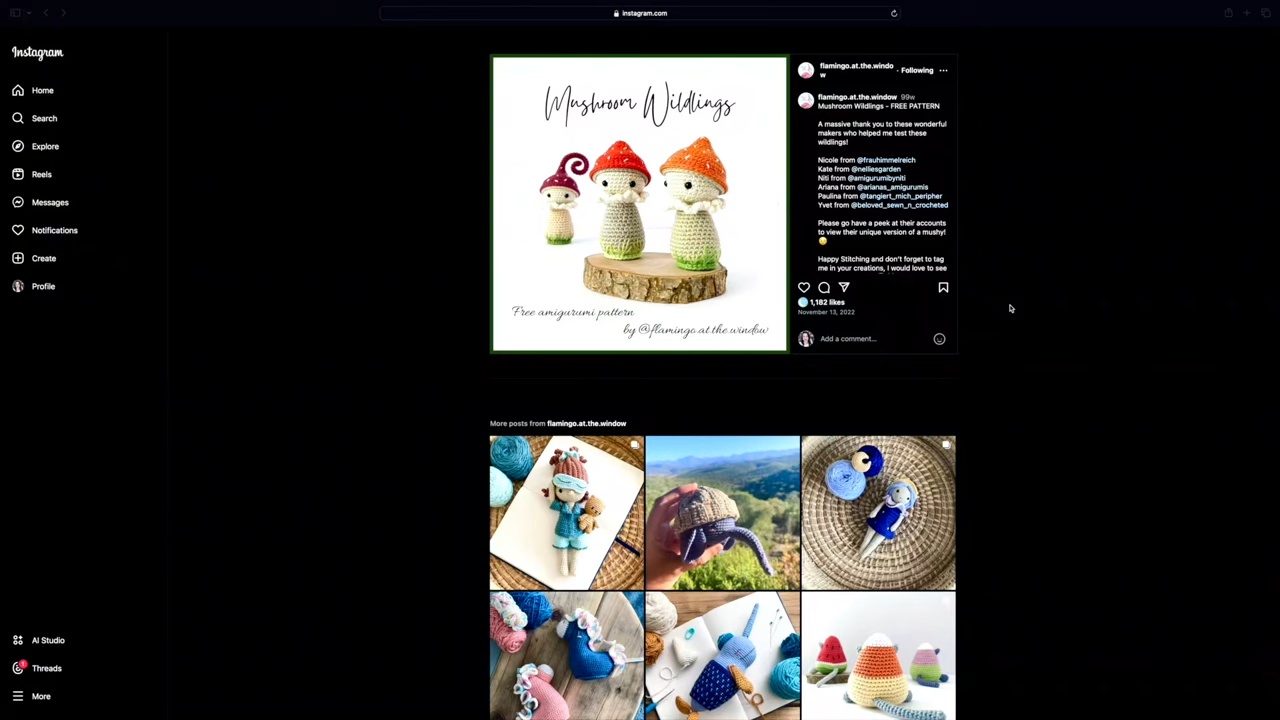 instagram.com
Instagram
Home
Search
Explore
Reels
Messages
Notifications
Create
Profile
AI Studio
1
Threads
More
Mushroom Wildlings
Free amigurumi pattern
by @flamingo.at.the.window
flamingo.at.the.windo
w
• Following
flamingo.at.the.window 99w
Mushroom Wildlings - FREE PATTERN
A massive thank you to these wonderful
makers who helped me test these
wildlings!
Nicole from @frauhimmelreich
Kate from @nelliesgarden
Niti from @amigurumibyniti
Ariana from @arianas_amigurumis
Paulina from @tangiert_mich_peripher
Yvet from @beloved_sewn_n_crocheted
Please go have a peek at their accounts
to view their unique version of a mushy!
Happy Stitching and don't forget to tag
me in your creations, I would love to see
1,182 likes
November 13, 2022
Add a comment...
More posts from flamingo.at.the.window